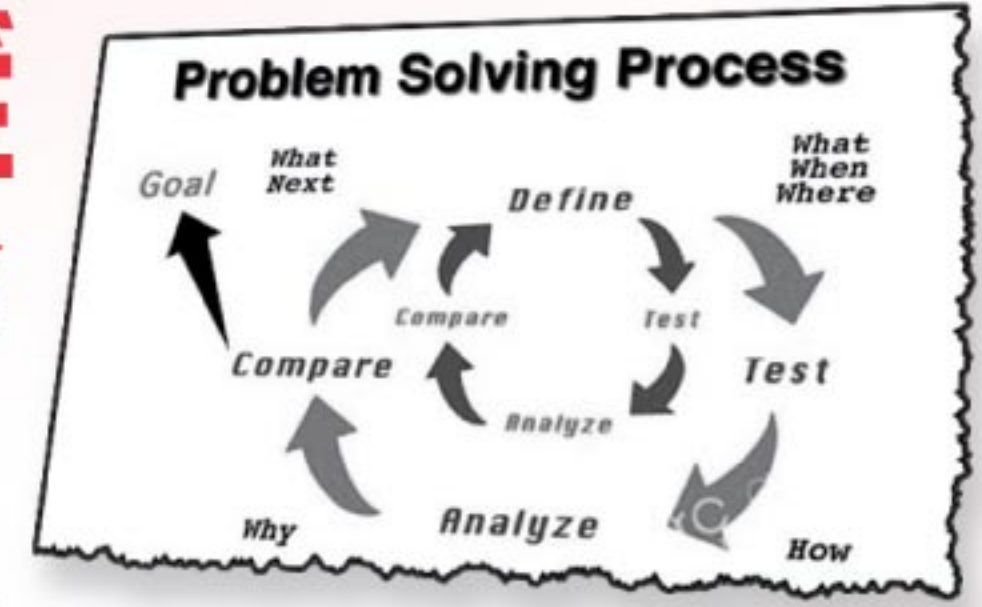 Problem Solving Process
Goal
What
Next
Define
What
When
Where
Compare
Test
Compare
Test
Analyze
Analyze
Why
How